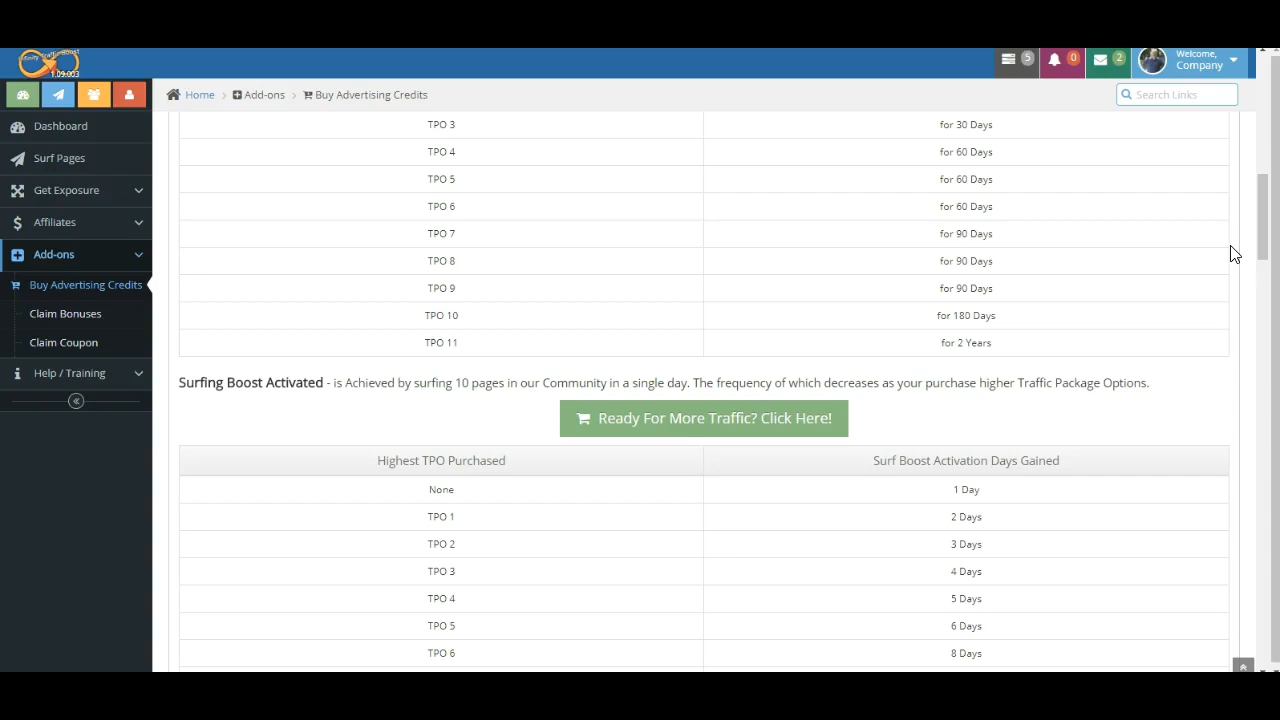 Infinity Traffic Boost
1.09.003
5
0
2
Welcome,
Company
Home
Add-ons
Buy Advertising Credits
Search Links
Dashboard
Surf Pages
Get Exposure
Affiliates
Add-ons
Buy Advertising Credits
Claim Bonuses
Claim Coupon
Help / Training
TPO 3 for 30 Days
TPO 4 for 60 Days
TPO 5 for 60 Days
TPO 6 for 60 Days
TPO 7 for 90 Days
TPO 8 for 90 Days
TPO 9 for 90 Days
TPO 10 for 180 Days
TPO 11 for 2 Years
Surfing Boost Activated - is Achieved by surfing 10 pages in our Community in a single day. The frequency of which decreases as your purchase higher Traffic Package Options.
Ready For More Traffic? Click Here!
Highest TPO Purchased Surf Boost Activation Days Gained
None 1 Day
TPO 1 2 Days
TPO 2 3 Days
TPO 3 4 Days
TPO 4 5 Days
TPO 5 6 Days
TPO 6 8 Days